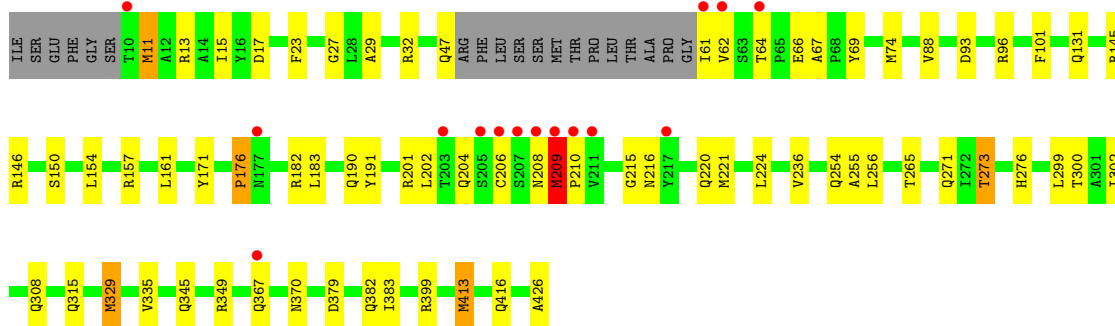 ILE SER GLU PHE GLY SER T10 M11 A12 R13 A14 I15 Y16 D17 F23 G27 L28 A29 R32 Q47 ARG PHE LEU SER SER MET THR PRO LEU THR ALA PRO GLY I61 V62 S63 T64 P65 E66 A67 P68 Y69 M74 V88 D93 R96 F101 Q131 R145
R146 S150 L154 R157 L161 Y171 P176 N177 R182 L183 Q190 Y191 R201 L202 T203 Q204 S205 C206 S207 N208 M209 P210 V211 G215 N216 Y217 Q220 M221 L224 V236 Q254 A255 L256 T265 Q271 I272 T273 H276 L299 T300 A301 L302
Q308 Q315 M329 V335 Q345 R349 Q367 N370 D379 Q382 I383 R399 M413 Q416 A426